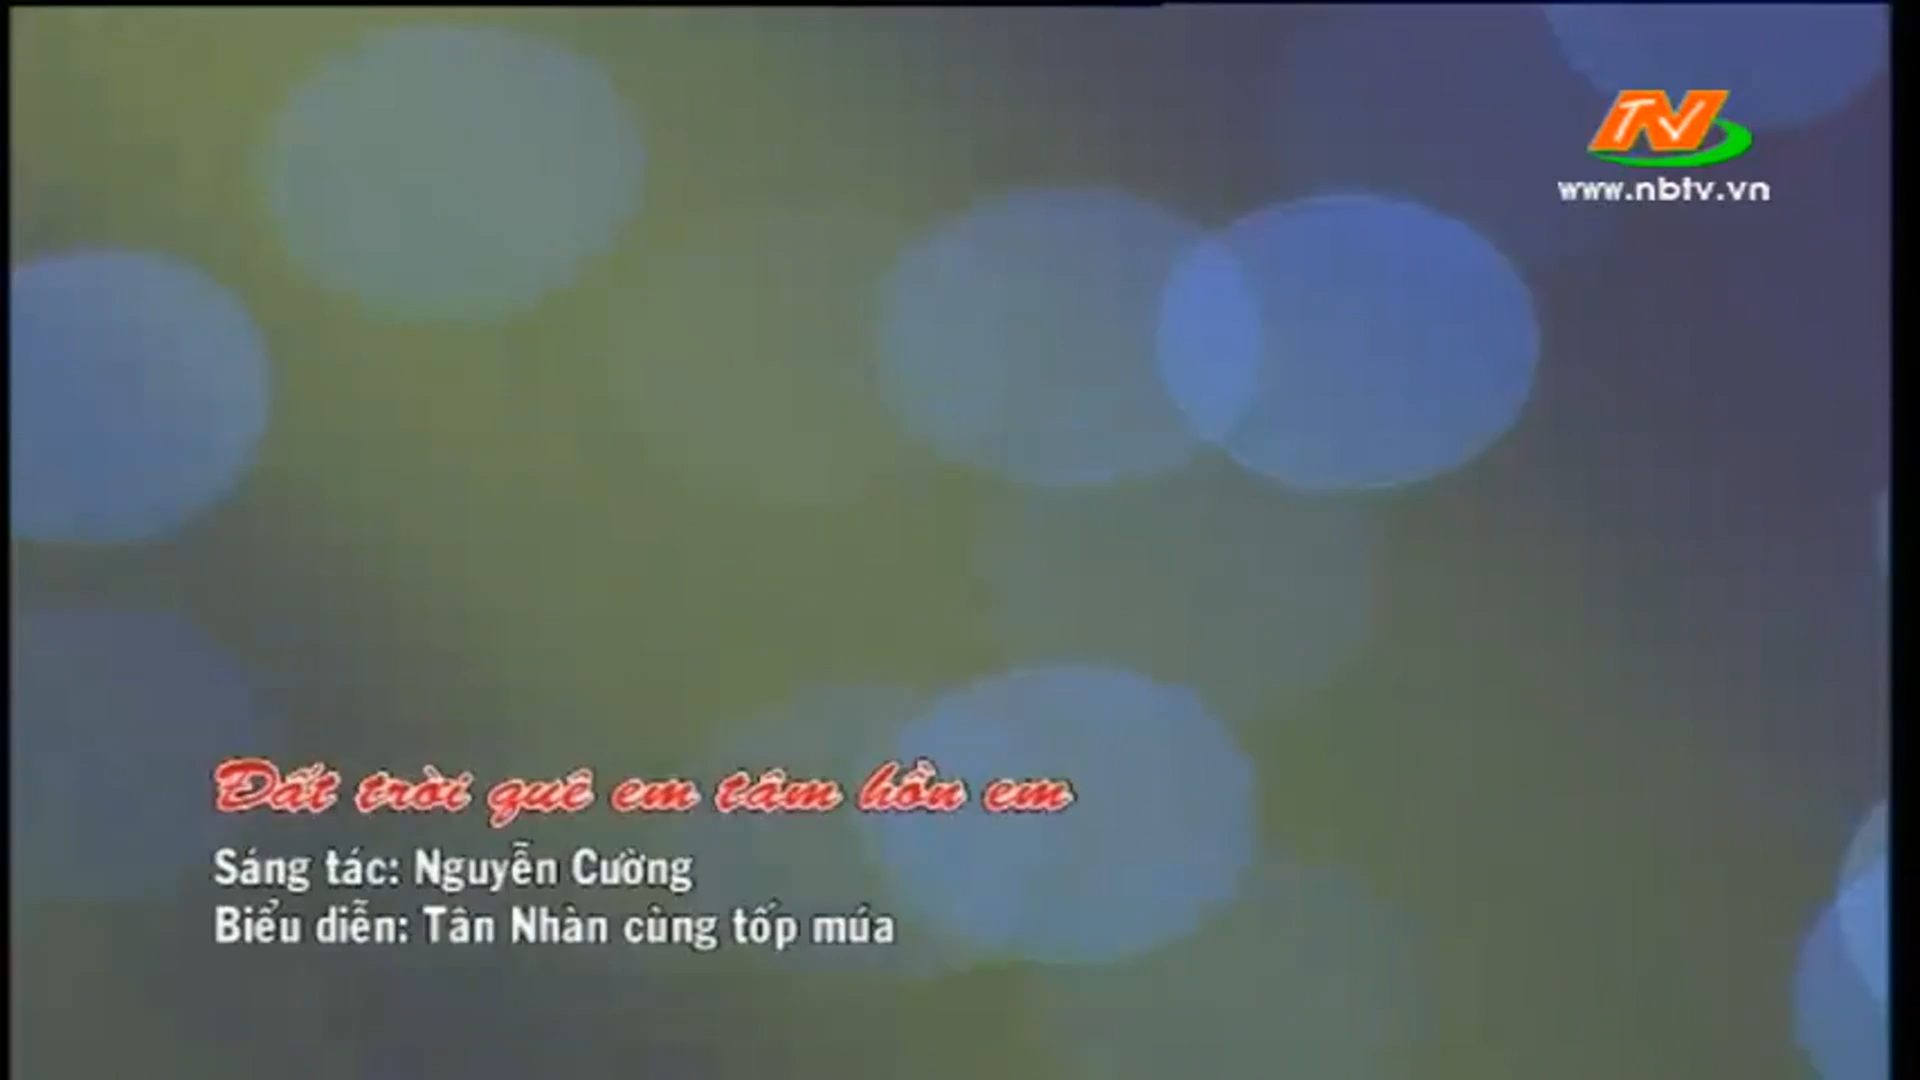 TV
www.nbtv.vn
Đất trời quê em tâm hồn em
Sáng tác: Nguyễn Cường
Biểu diễn: Tân Nhàn cùng tốp múa